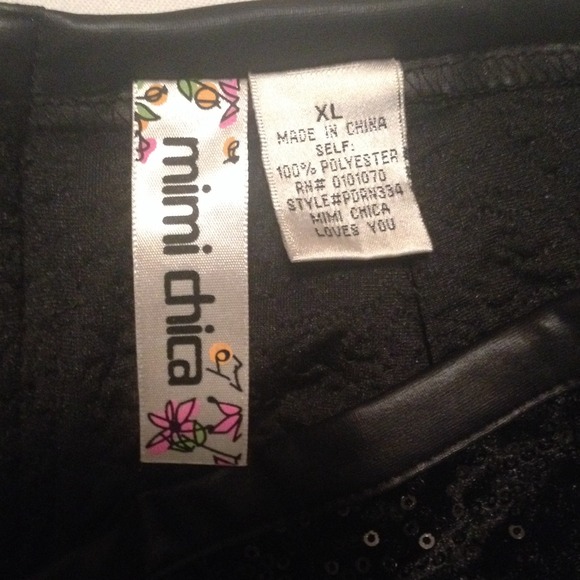 mimi chica
XL
MADE IN CHINA
SELF:
100% POLYESTER
RN# 0101070
STYLE#PDRN334
MIMI CHICA
LOVES YOU